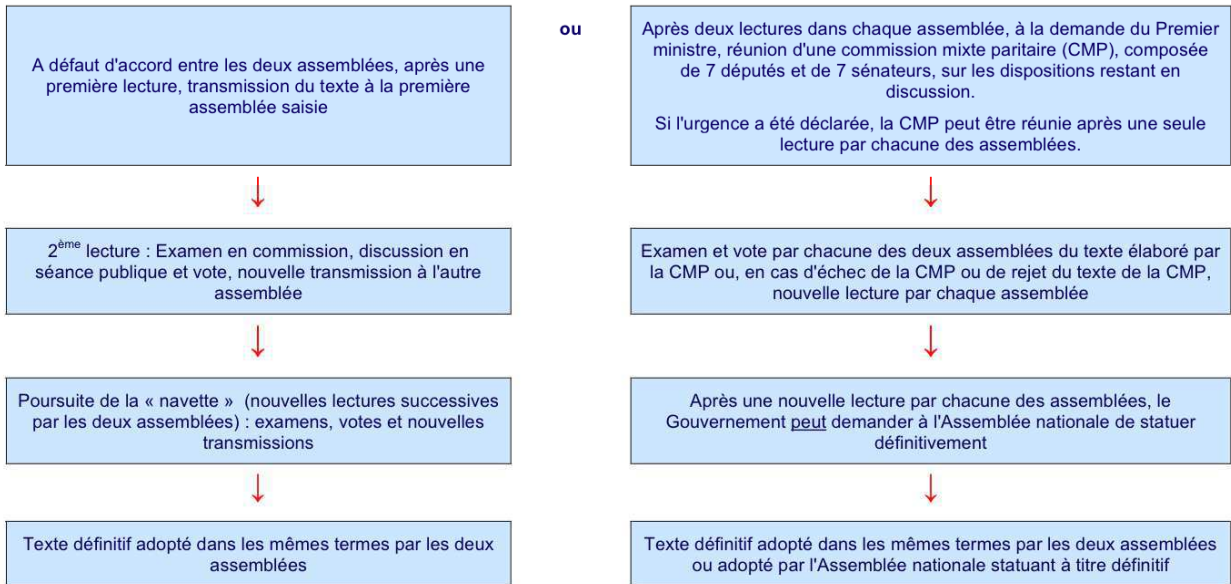 A défaut d'accord entre les deux assemblées, après une
première lecture, transmission du texte à la première
assemblée saisie
2ème lecture : Examen en commission, discussion en
séance publique et vote, nouvelle transmission à l'autre
assemblée
Poursuite de la « navette » (nouvelles lectures successives
par les deux assemblées) : examens, votes et nouvelles
transmissions
Texte définitif adopté dans les mêmes termes par les deux
assemblées
ou
Après deux lectures dans chaque assemblée, à la demande du Premier
ministre, réunion d'une commission mixte paritaire (CMP), composée
de 7 députés et de 7 sénateurs, sur les dispositions restant en
discussion.
Si l'urgence a été déclarée, la CMP peut être réunie après une seule
lecture par chacune des assemblées.
Examen et vote par chacune des deux assemblées du texte élaboré par
la CMP ou, en cas d'échec de la CMP ou de rejet du texte de la CMP,
nouvelle lecture par chaque assemblée
Après une nouvelle lecture par chacune des assemblées, le
Gouvernement peut demander à l'Assemblée nationale de statuer
définitivement
Texte définitif adopté dans les mêmes termes par les deux assemblées
ou adopté par l'Assemblée nationale statuant à titre définitif